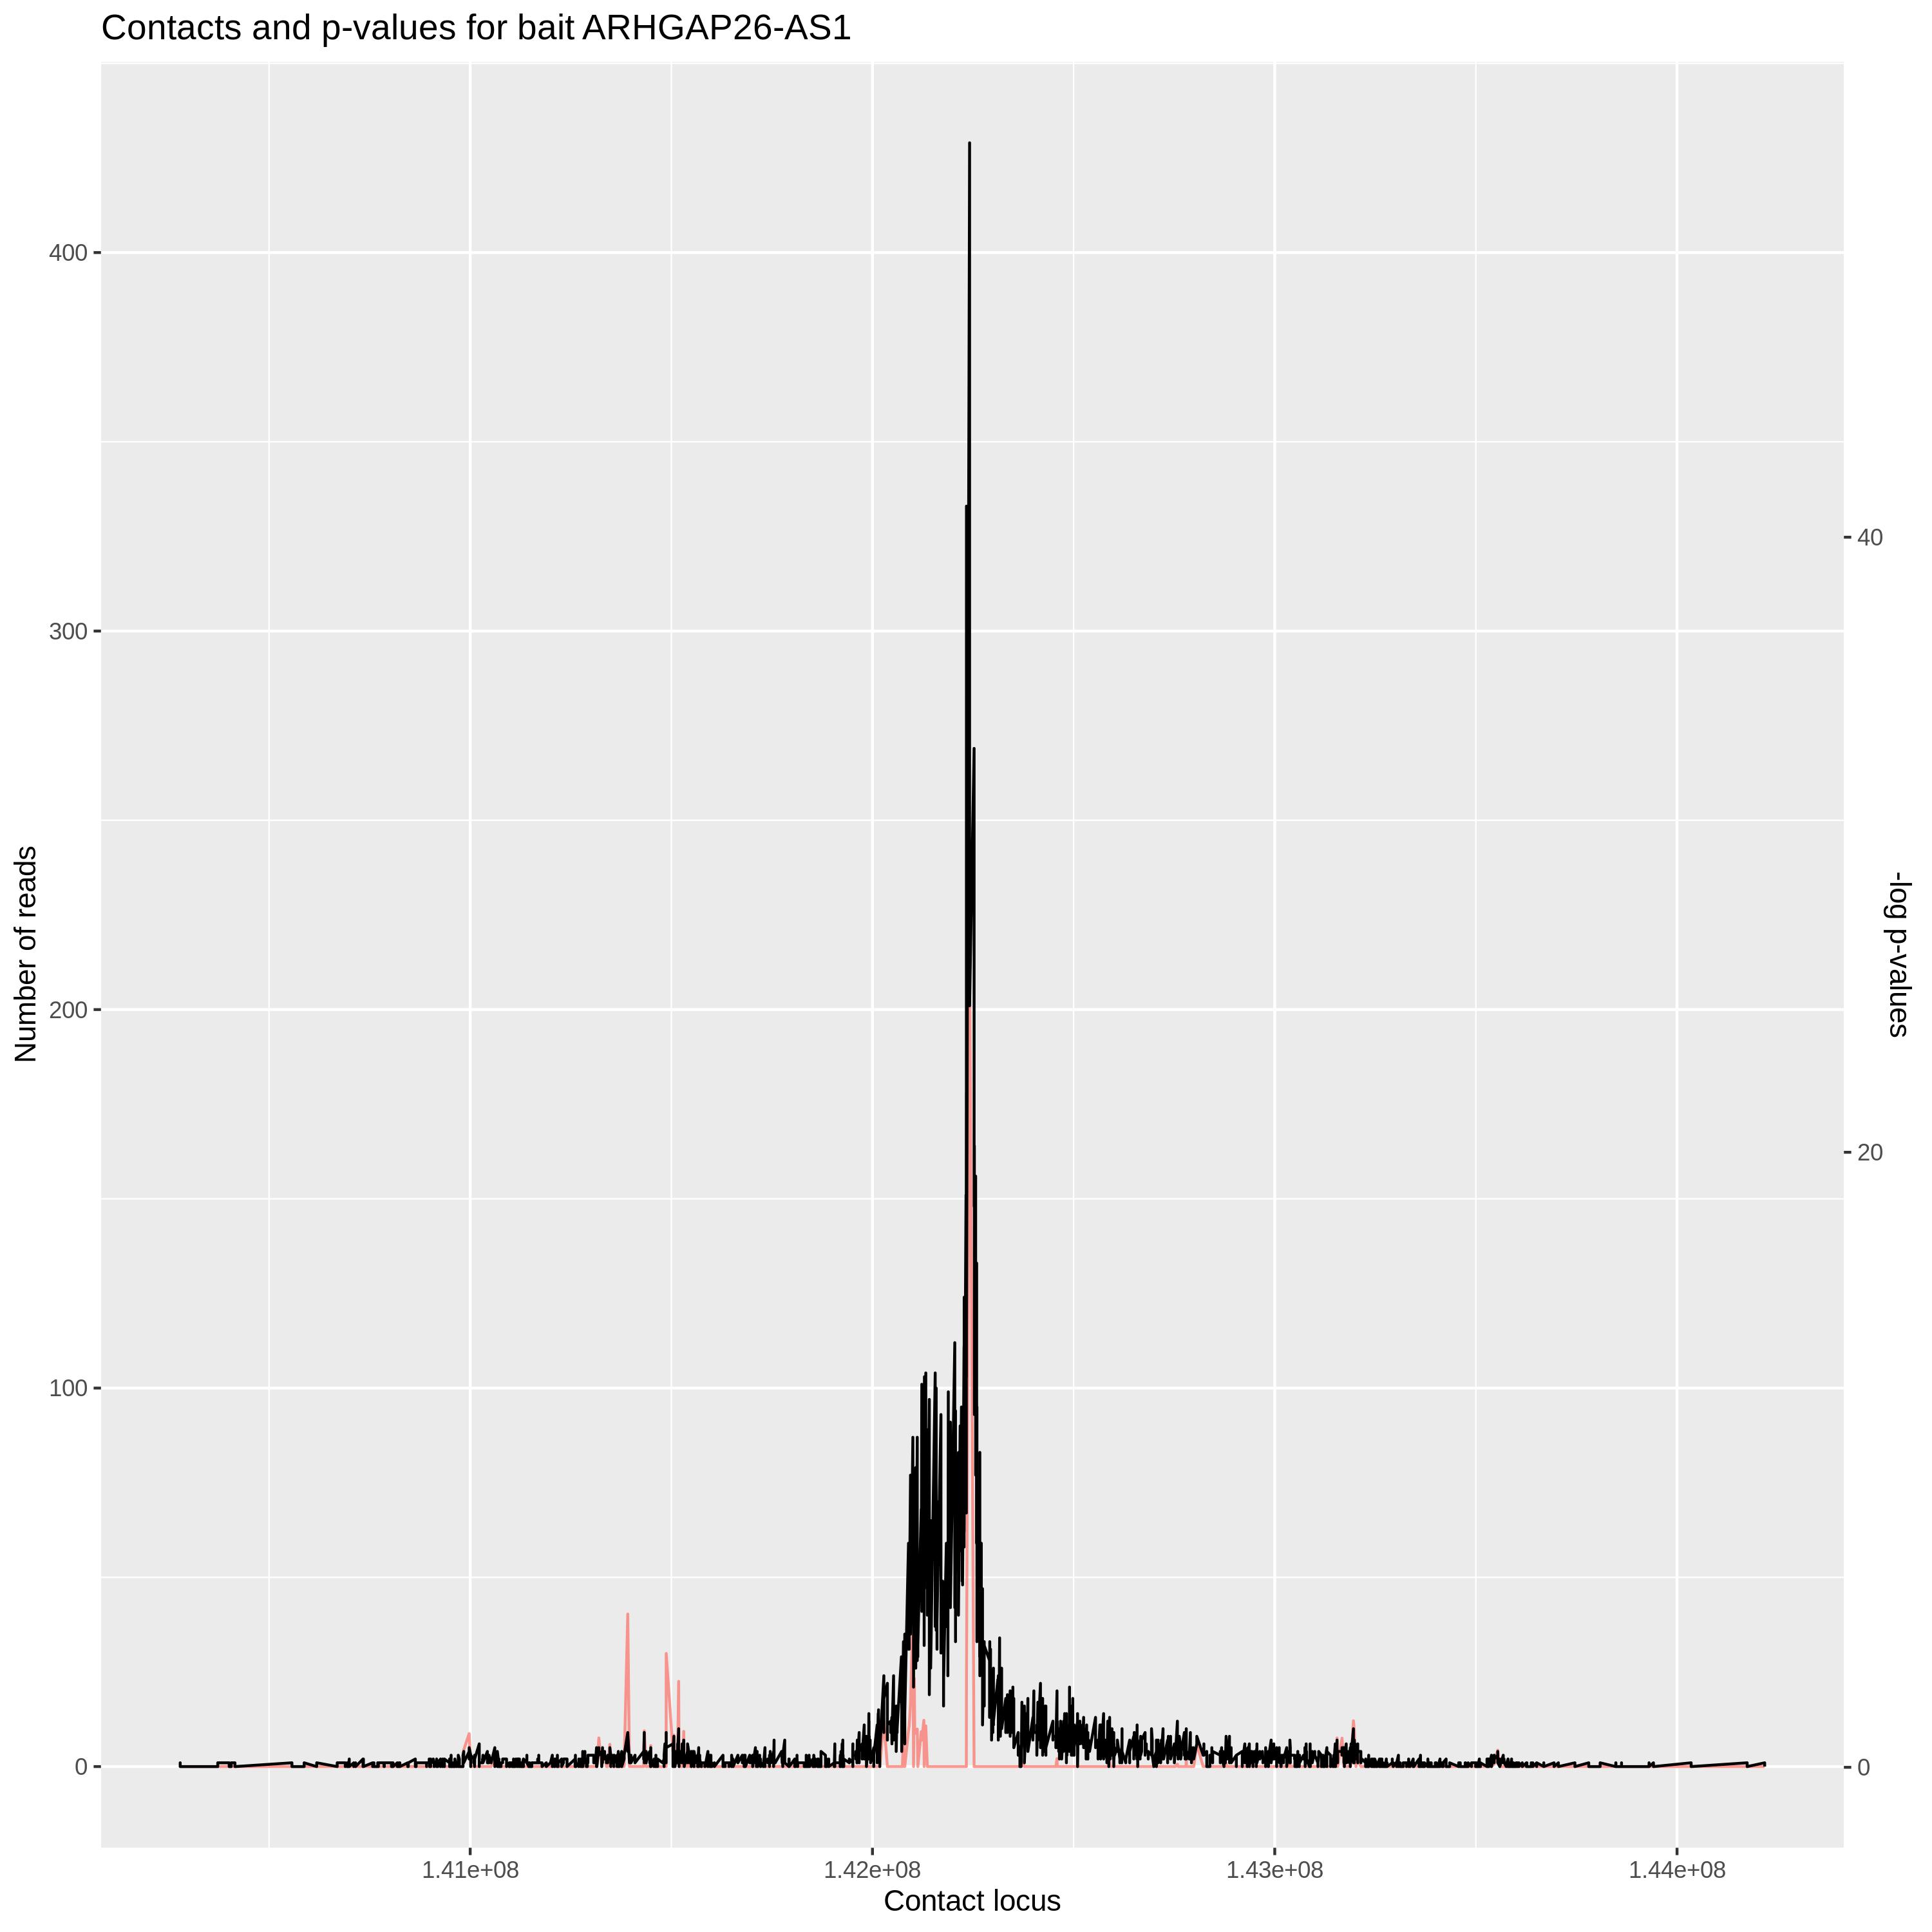 Contacts and p-values for bait ARHGAP26-AS1
400
300
200
100
0
Number of reads
40
20
0
-log p-values
1.41e+08
1.42e+08
1.43e+08
1.44e+08
Contact locus